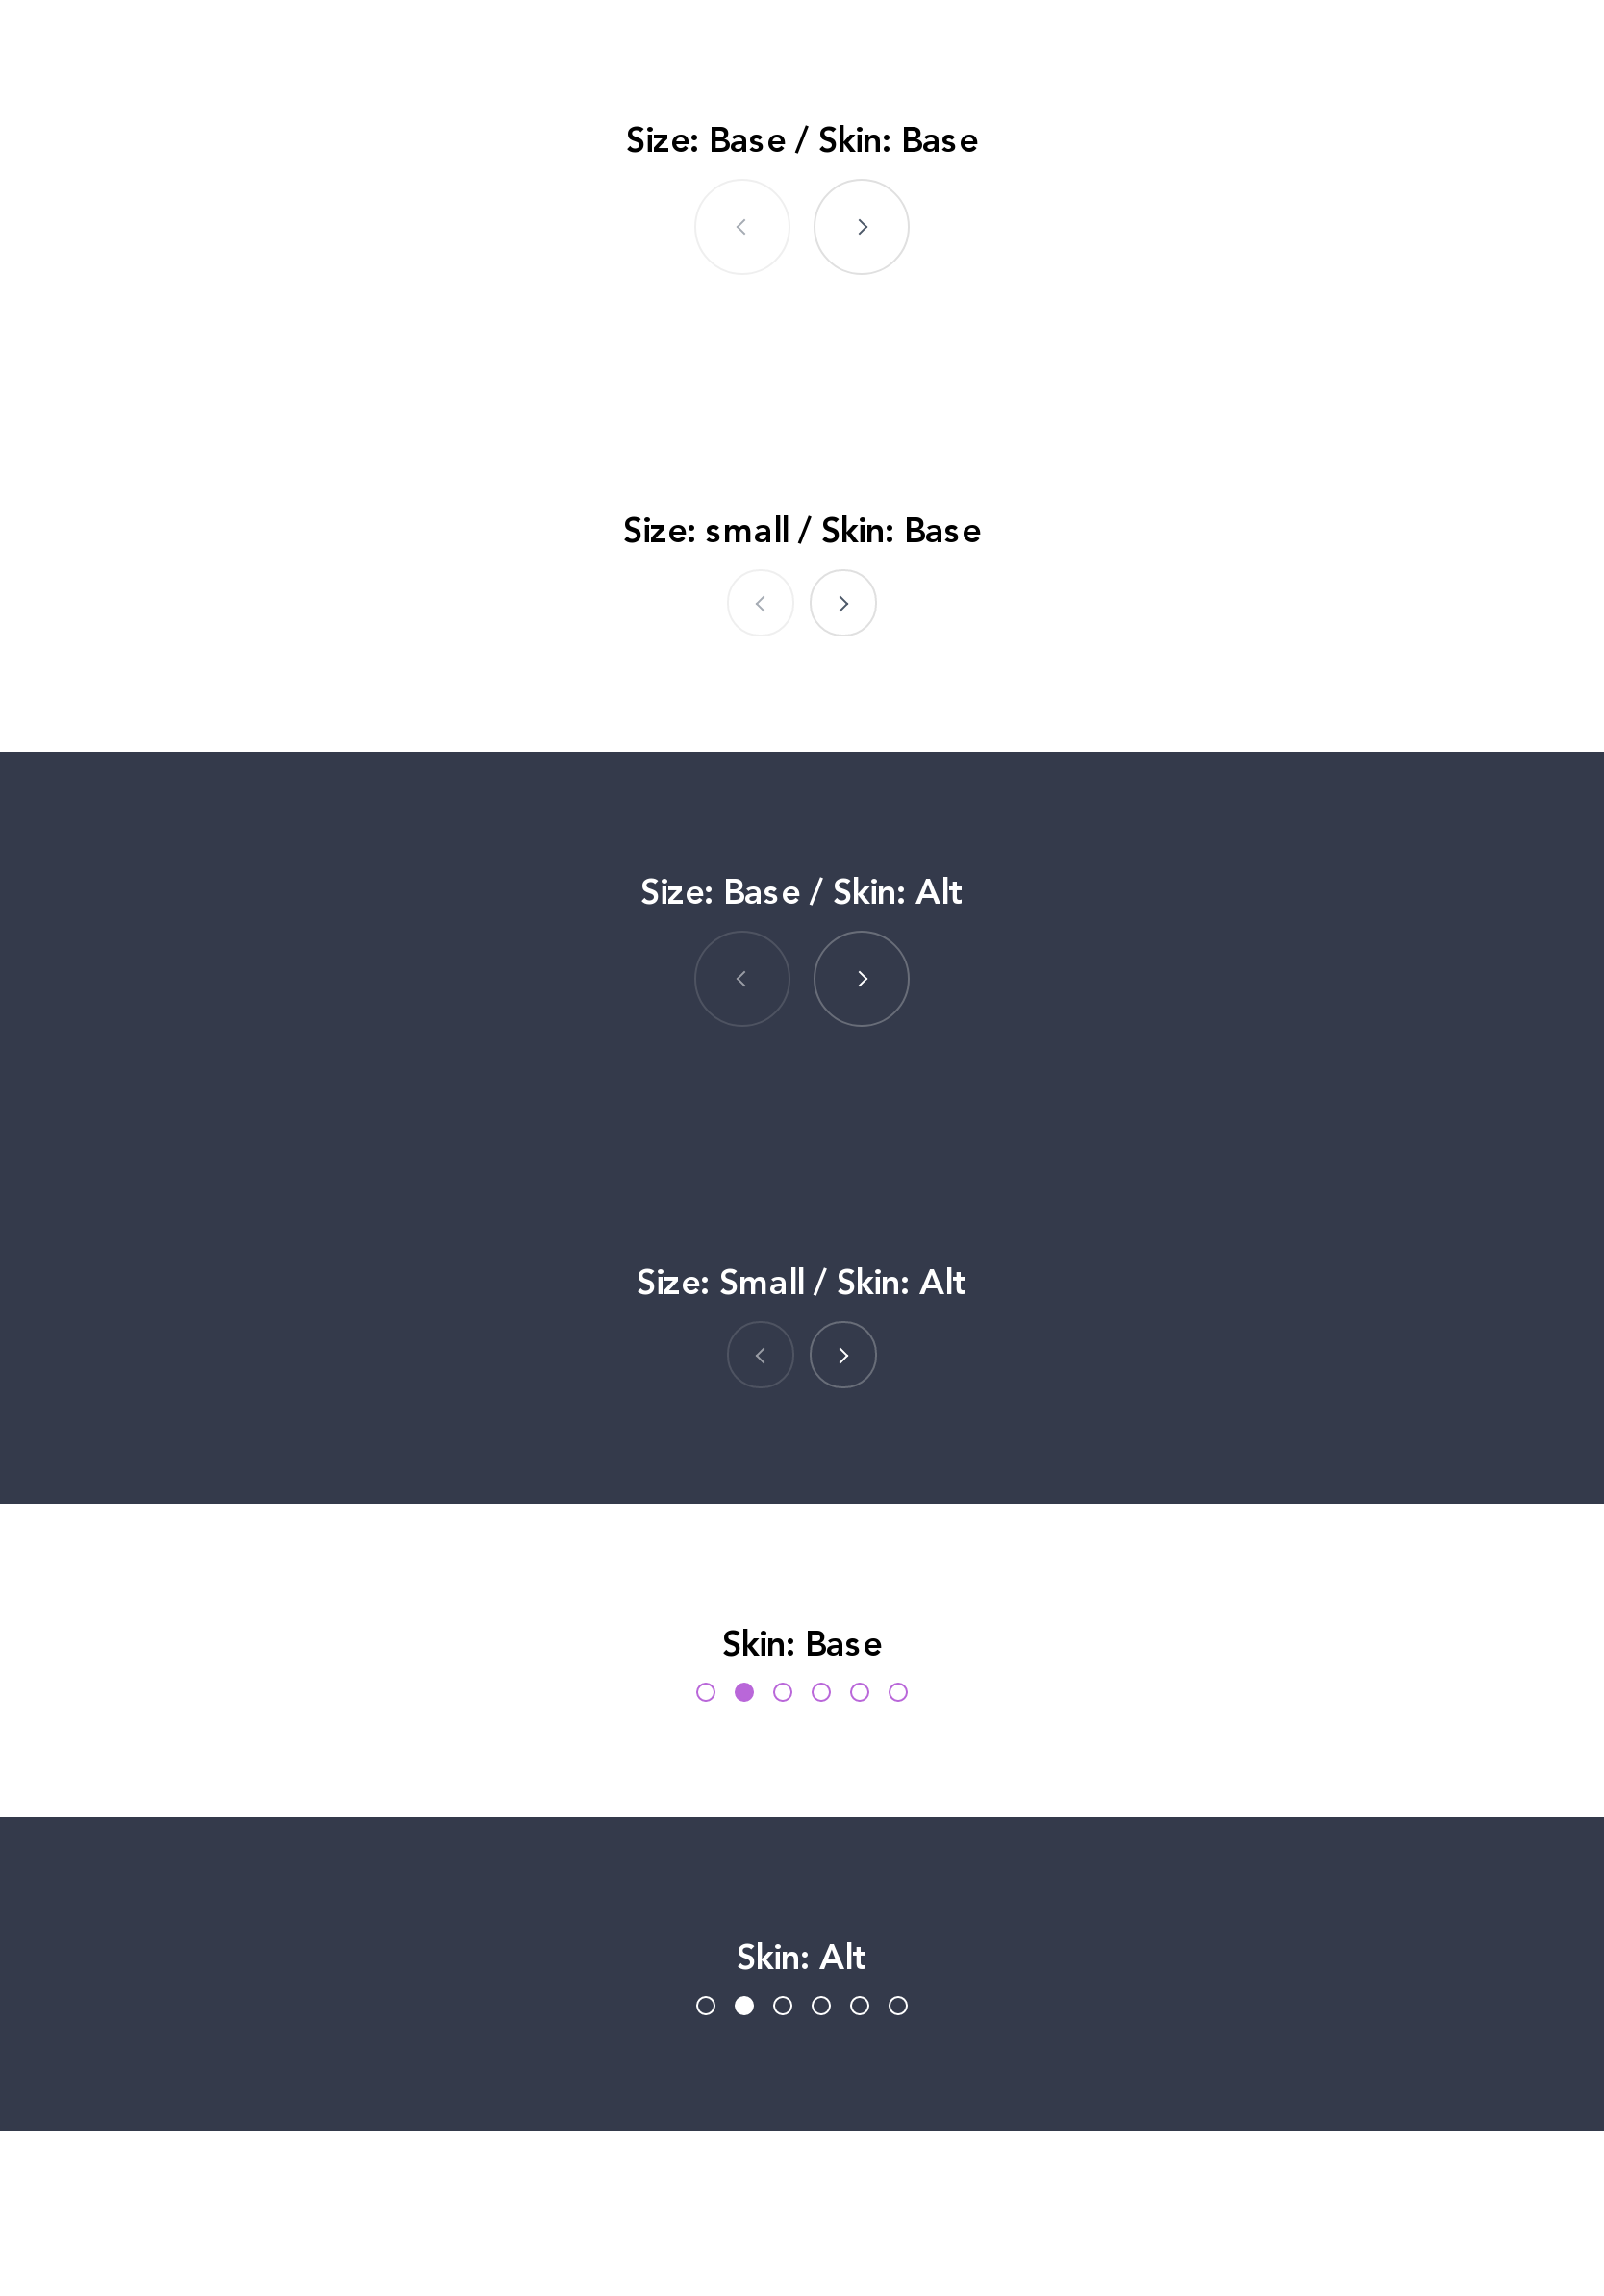 Size: Base / Skin: Base
Size: small / Skin: Base
Size: Base / Skin: Alt
Size: Small / Skin: Alt
Skin: Base
Skin: Alt